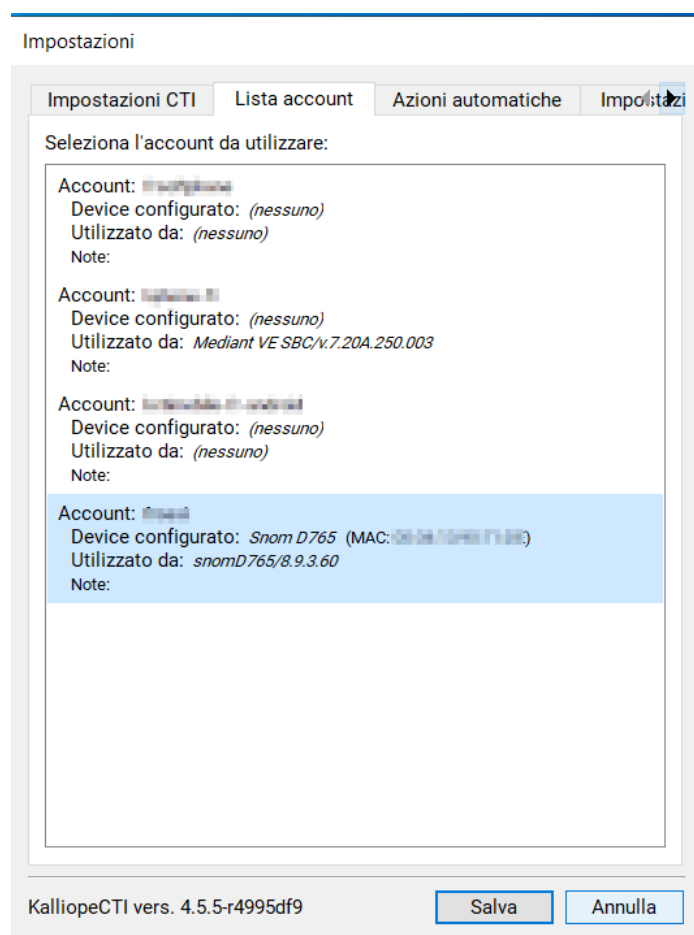 Impostazioni
Impostazioni CTI Lista account Azioni automatiche Impostazi
Seleziona l'account da utilizzare:
Account:
Device configurato: (nessuno)
Utilizzato da: (nessuno)
Note:
Account:
Device configurato: (nessuno)
Utilizzato da: Mediant VE SBC/v.7.20A.250.003
Note:
Account:
Device configurato: (nessuno)
Utilizzato da: (nessuno)
Note:
Account:
Device configurato: Snom D765 (MAC: )
Utilizzato da: snomD765/8.9.3.60
Note:
KalliopeCTI vers. 4.5.5-r4995df9 Salva Annulla